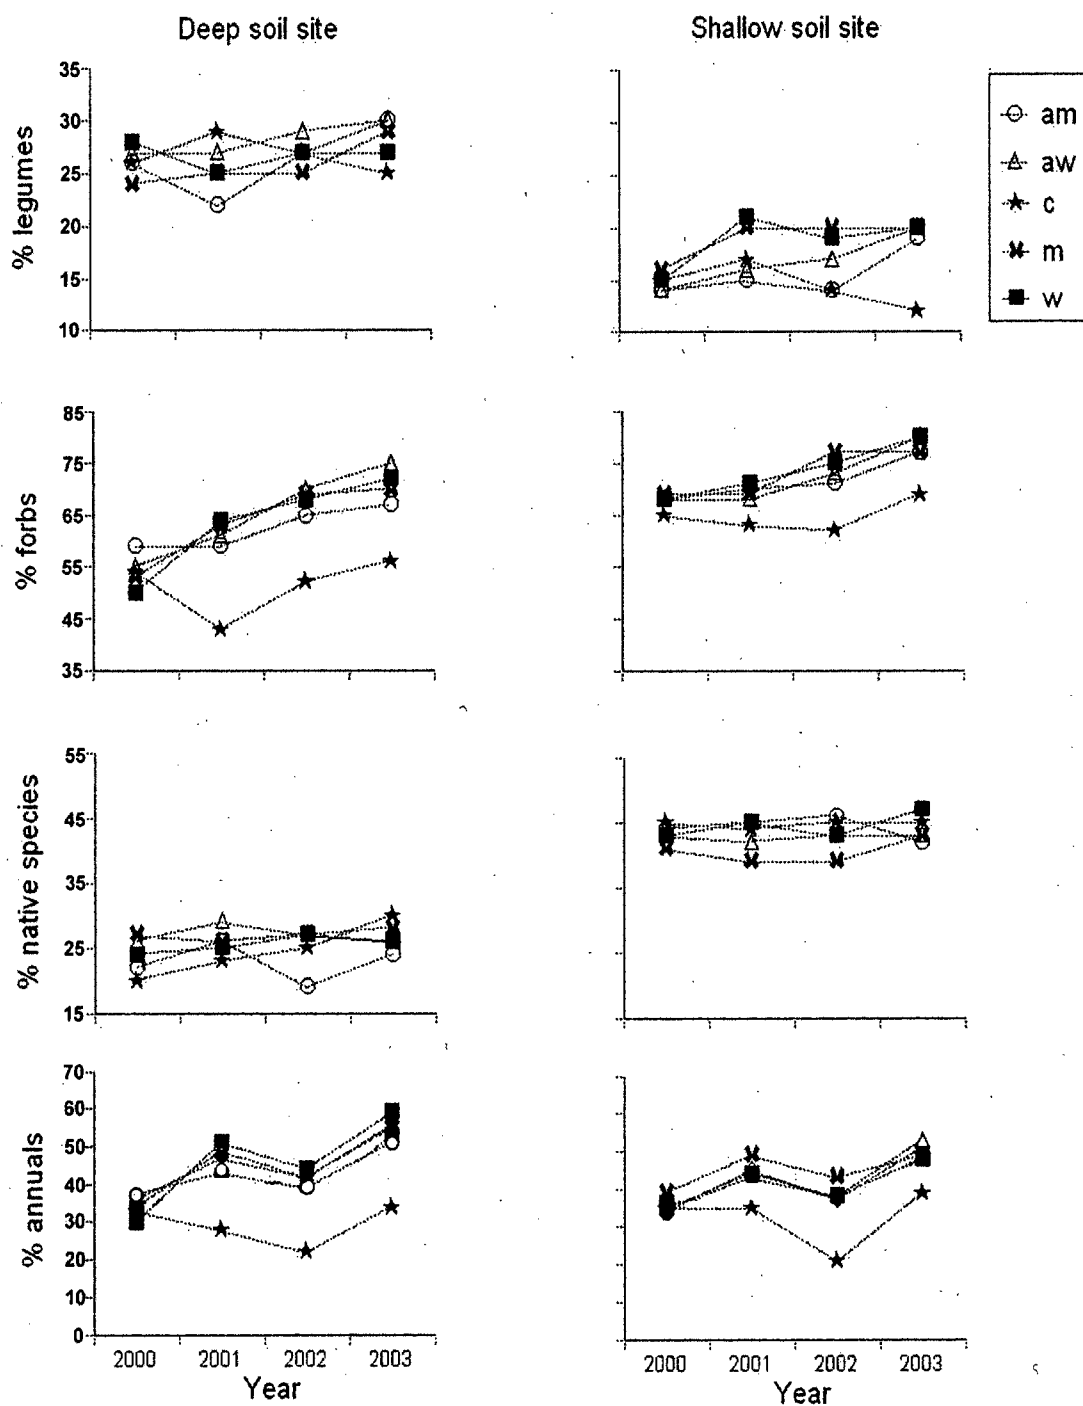 Deep soil site
Shallow soil site
% legumes
35
30
25
20
15
10
am
aw
c
m
w
% forbs
85
75
65
55
45
35
% native species
55
45
35
25
15
% annuals
70
60
50
40
30
20
10
0
2000 2001 2002 2003
Year
2000 2001 2002 2003
Year